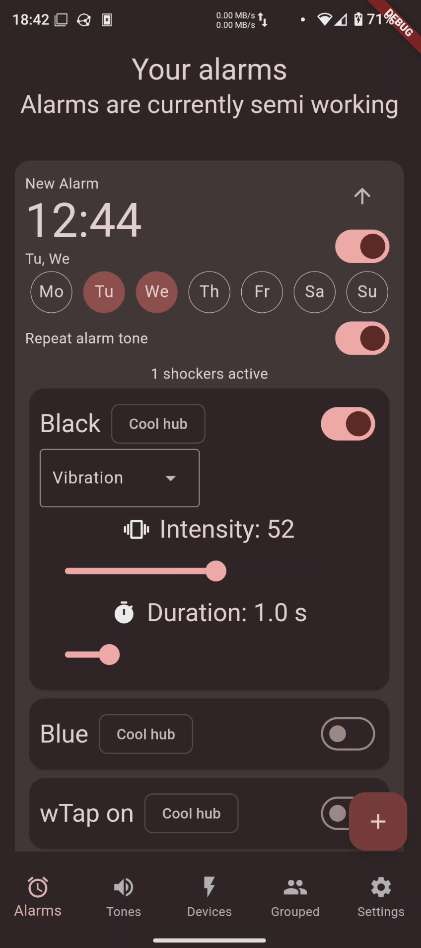 18:42 0.00 MB/s 71%
0.00 MB/s
DEBUG
Your alarms
Alarms are currently semi working
New Alarm
12:44
Tu, We
Mo Tu We Th Fr Sa Su
Repeat alarm tone
1 shockers active
Black Cool hub
Vibration
Intensity: 52
Duration: 1.0 s
Blue Cool hub
wTap on Cool hub
+
Alarms Tones Devices Grouped Settings